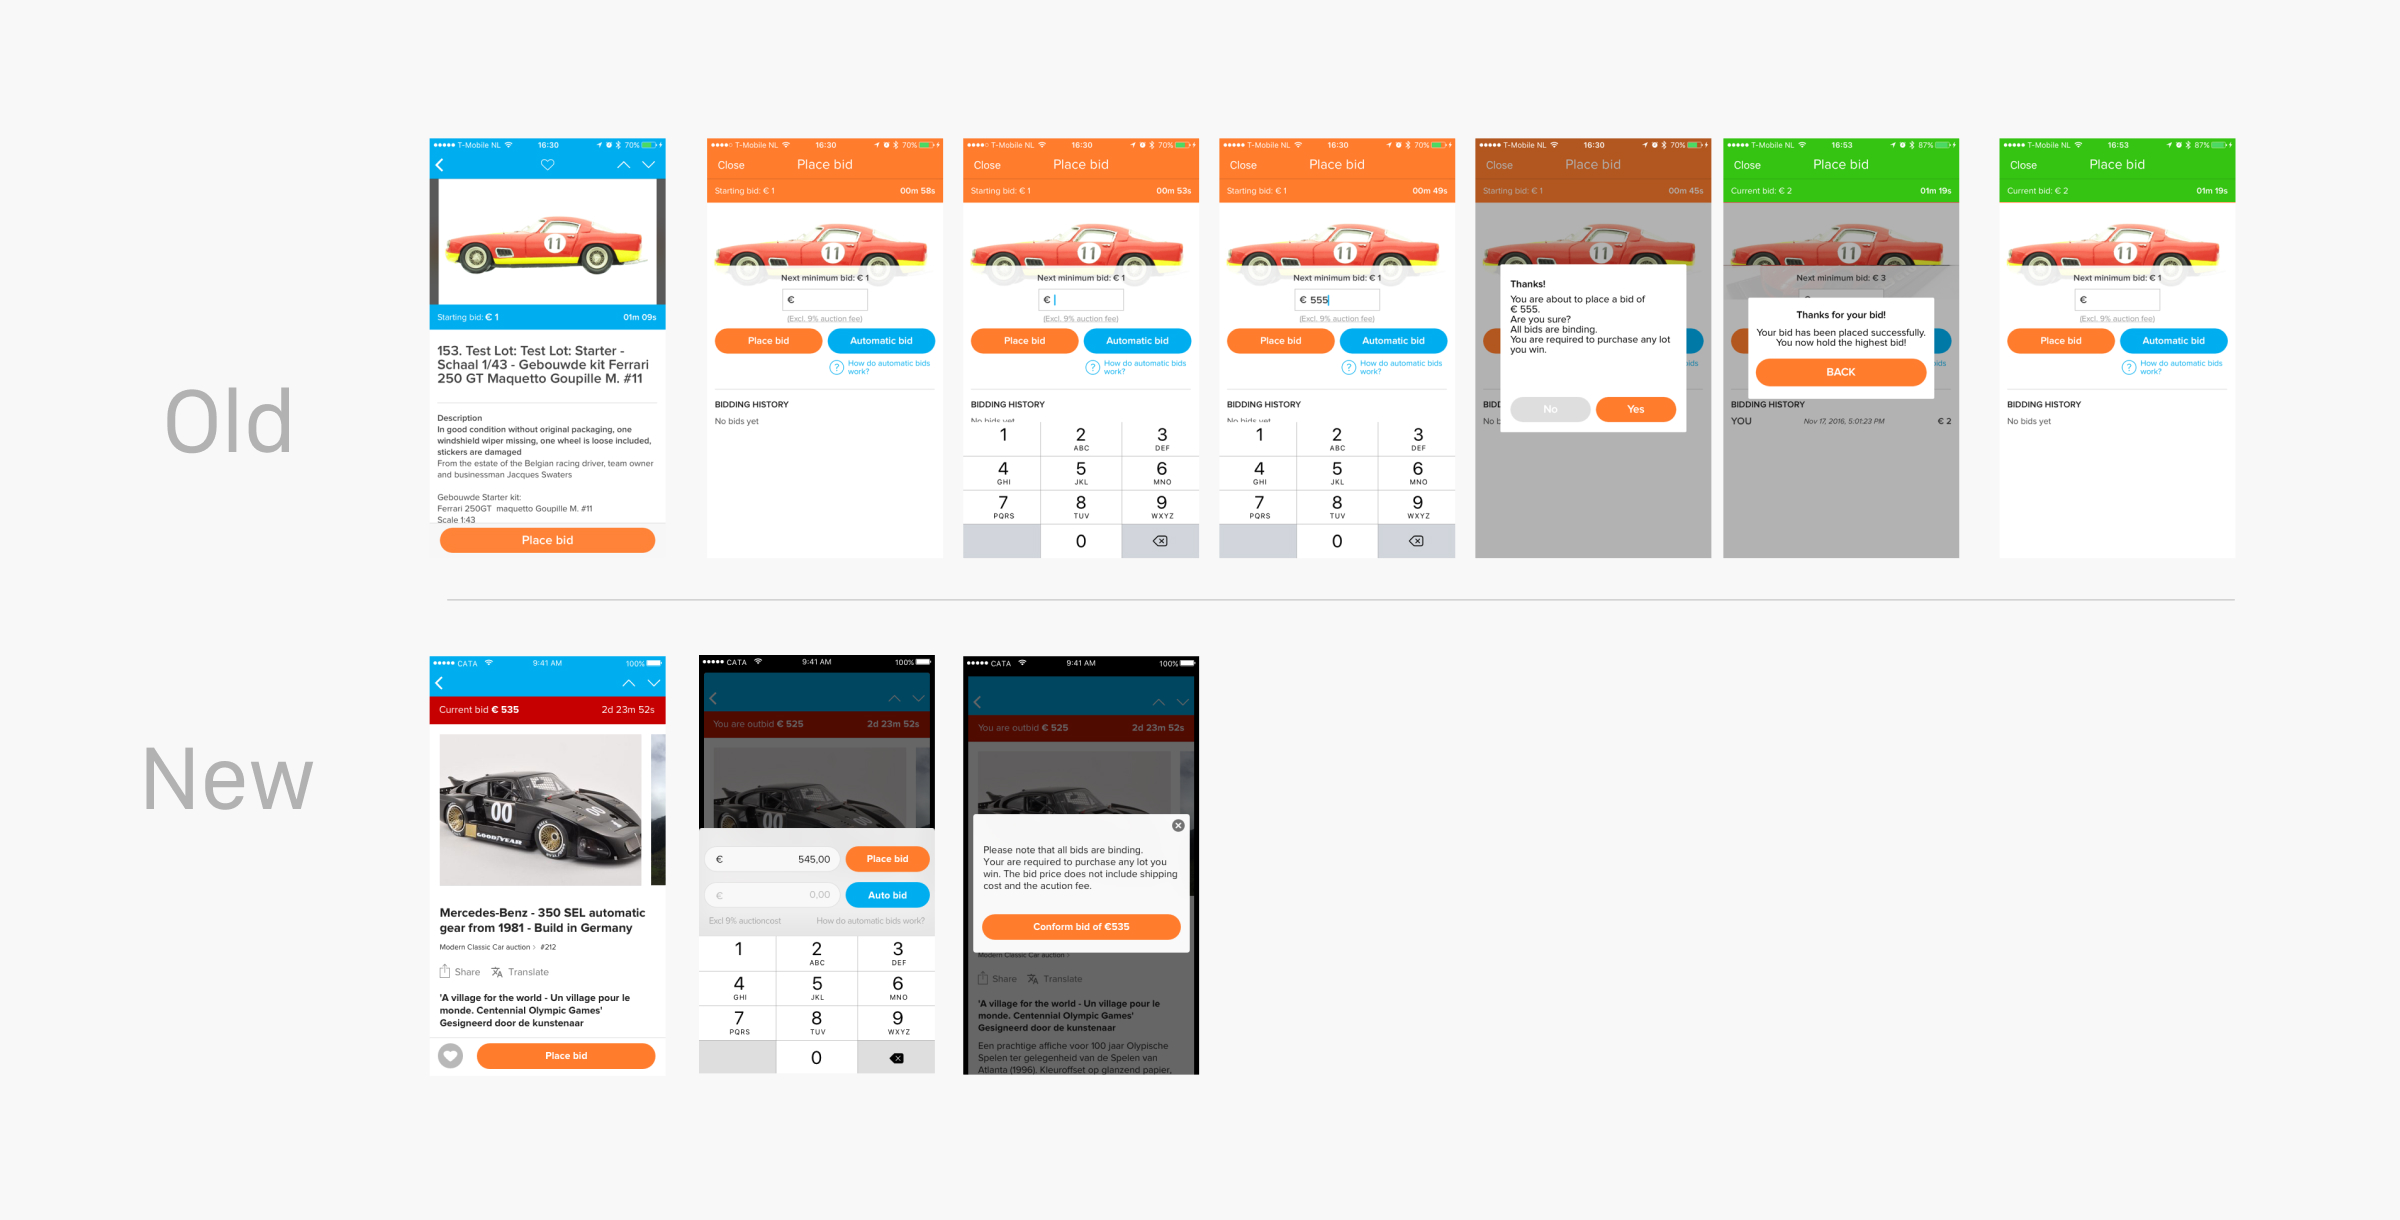 Old
T-Mobile NL 16:30 70%
Starting bid: € 1 01m 09s
153. Test Lot: Test Lot: Starter -
Schaal 1/43 - Gebouwde kit Ferrari
250 GT Maquetto Goupille M. #11
Description
In good condition without original packaging, one
windshield wiper missing, one wheel is loose included,
stickers are damaged
From the estate of the Belgian racing driver, team owner
and businessman Jacques Swaters
Gebouwde Starter kit:
Ferrari 250GT maquetto Goupille M. #11
Scale 1:43
Place bid
T-Mobile NL 16:30 70%
Close Place bid
Starting bid: € 1 00m 58s
11
Next minimum bid: € 1
€
(Excl. 9% auction fee)
Place bid Automatic bid
? How do automatic bids
work?
BIDDING HISTORY
No bids yet
T-Mobile NL 16:30 70%
Close Place bid
Starting bid: € 1 00m 53s
11
Next minimum bid: € 1
€
(Excl. 9% auction fee)
Place bid Automatic bid
? How do automatic bids
work?
BIDDING HISTORY
No bids yet
1 2 3
ABC DEF
4 5 6
GHI JKL MNO
7 8 9
PQRS TUV WXYZ
0
T-Mobile NL 16:30 70%
Close Place bid
Starting bid: € 1 00m 49s
11
Next minimum bid: € 1
€ 555
(Excl. 9% auction fee)
Place bid Automatic bid
? How do automatic bids
work?
BIDDING HISTORY
No bids yet
1 2 3
ABC DEF
4 5 6
GHI JKL MNO
7 8 9
PQRS TUV WXYZ
0
T-Mobile NL 16:30 70%
Close Place bid
Starting bid: € 1 00m 45s
11
Thanks!
You are about to place a bid of
€ 555.
Are you sure?
All bids are binding.
You are required to purchase any lot
you win.
No Yes
T-Mobile NL 16:53 87%
Close Place bid
Current bid: € 2 01m 19s
11
Next minimum bid: € 3
Thanks for your bid!
Your bid has been placed successfully.
You now hold the highest bid!
BACK
BIDDING HISTORY
YOU Nov 17, 2016, 5:01:23 PM € 2
T-Mobile NL 16:53 87%
Close Place bid
Current bid: € 2 01m 19s
11
Next minimum bid: € 1
€
(Excl. 9% auction fee)
Place bid Automatic bid
? How do automatic bids
work?
BIDDING HISTORY
No bids yet
New
CATA 9:41 AM 100%
Current bid € 535 2d 23m 52s
00 00
GOODYEAR
Mercedes-Benz - 350 SEL automatic
gear from 1981 - Build in Germany
Modern Classic Car auction > #212
Share Translate
'A village for the world - Un village pour le
monde. Centennial Olympic Games'
Gesigneerd door de kunstenaar
Place bid
CATA 9:41 AM 100%
You are outbid € 525 2d 23m 52s
00
€ 545,00 Place bid
€ 0,00 Auto bid
Excl 9% auctioncost How do automatic bids work?
1 2 3
ABC DEF
4 5 6
GHI JKL MNO
7 8 9
PQRS TUV WXYZ
0
CATA 9:41 AM 100%
You are outbid € 525 2d 23m 52s
Please note that all bids are binding.
Your are required to purchase any lot you
win. The bid price does not include shipping
cost and the acution fee.
Conform bid of €535
Modern Classic Car auction >
Share Translate
'A village for the world - Un village pour le
monde. Centennial Olympic Games'
Gesigneerd door de kunstenaar
Een prachtige affiche voor 100 jaar Olypische
Spelen ter gelegenheid van de Spelen van
Atlanta (1996). Kleuroffset op glanzend papier.